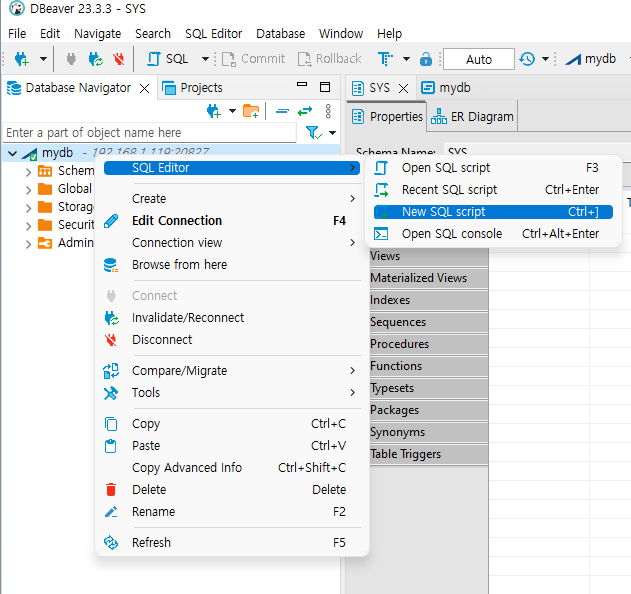 DBeaver 23.3.3 - SYS
File Edit Navigate Search SQL Editor Database Window Help
SQL Commit Rollback T Auto mydb
Database Navigator Projects
SYS mydb
Enter a part of object name here
Properties ER Diagram
mydb - 192.168.1.119:20827
Schema Name: SYS
Schem
Global
Storag
Securit
Admin
SQL Editor
Create
Edit Connection F4
Connection view
Browse from here
Connect
Invalidate/Reconnect
Disconnect
Compare/Migrate
Tools
Copy Ctrl+C
Paste Ctrl+V
Copy Advanced Info Ctrl+Shift+C
Delete Delete
Rename F2
Refresh F5
Open SQL script F3
Recent SQL script Ctrl+Enter
New SQL script Ctrl+]
Open SQL console Ctrl+Alt+Enter
T
Views
Materialized Views
Indexes
Sequences
Procedures
Functions
Typesets
Packages
Synonyms
Table Triggers